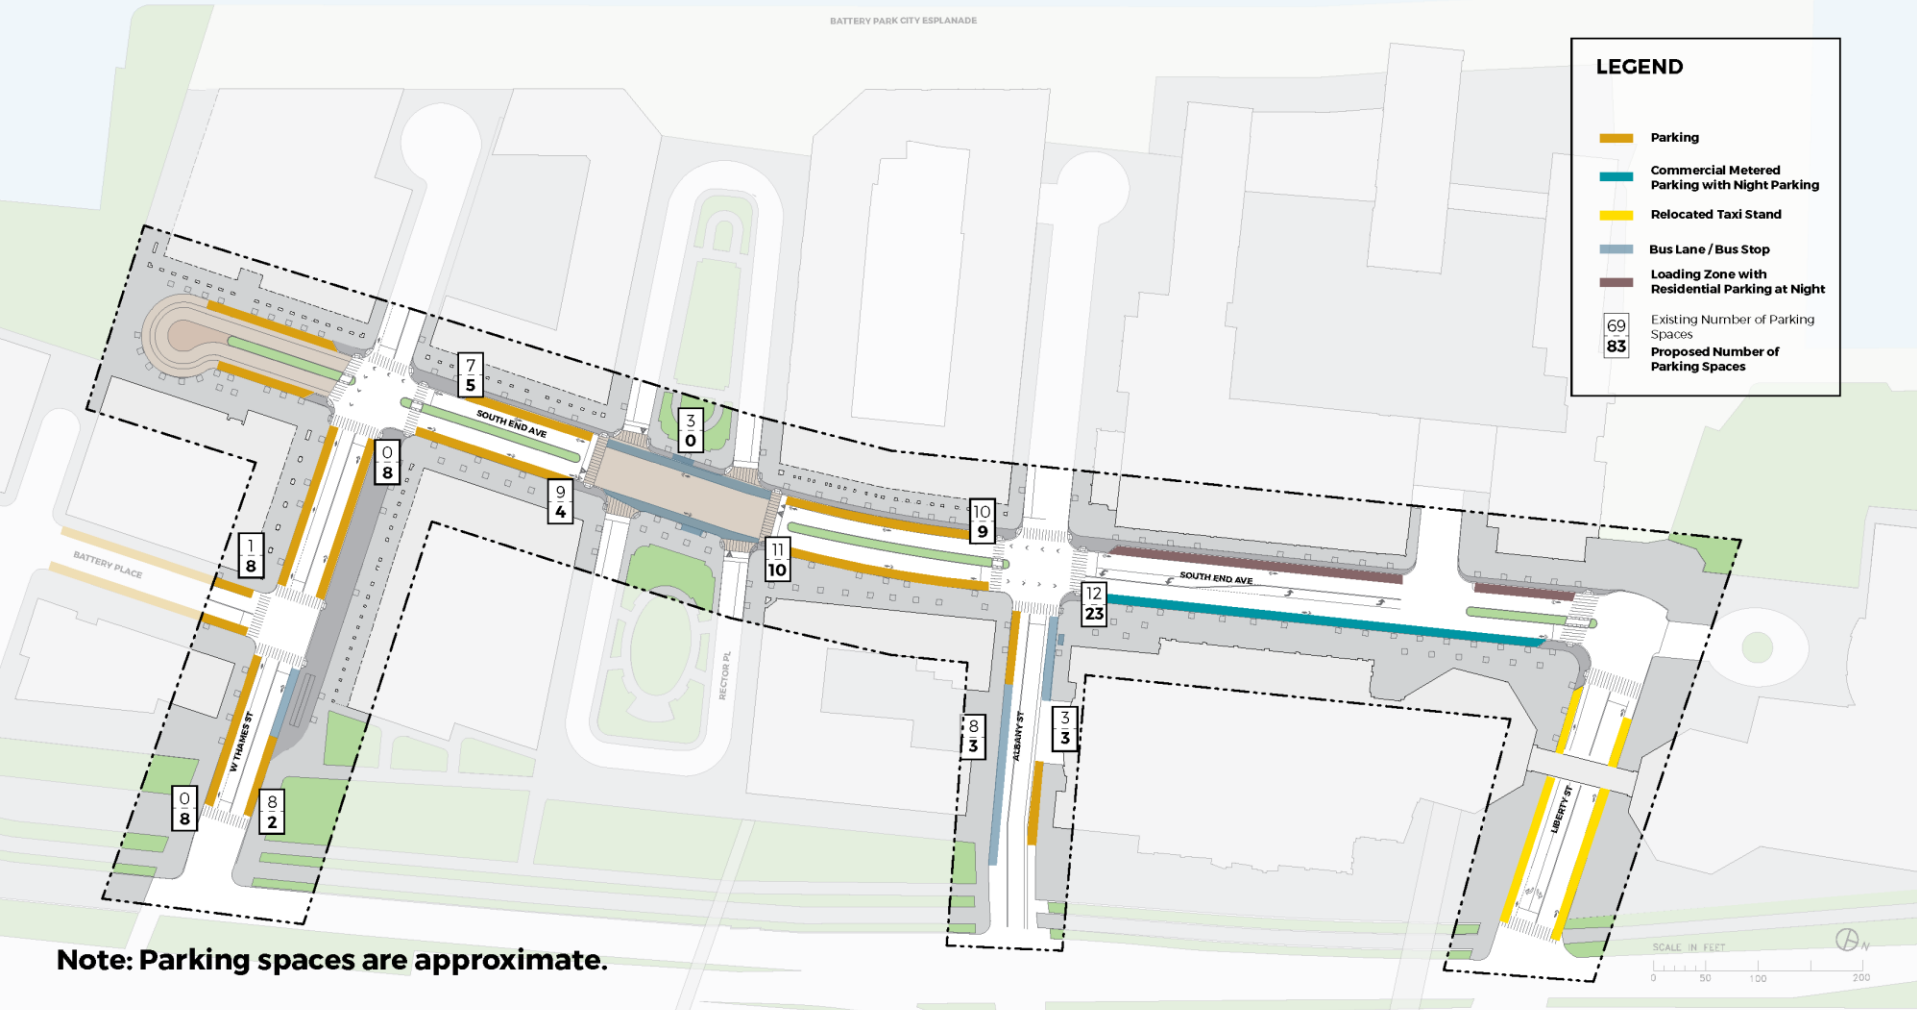 BATTERY PARK CITY ESPLANADE
LEGEND
Parking
Commercial Metered
Parking with Night Parking
Relocated Taxi Stand
Bus Lane / Bus Stop
Loading Zone with
Residential Parking at Night
69
83
Existing Number of Parking
Spaces
Proposed Number of
Parking Spaces
7
5
SOUTH END AVE
3
0
0
8
9
4
10
9
11
10
1
8
BATTERY PLACE
SOUTH END AVE
12
23
RECTOR PL
W THAMES ST
8
3
ALBANY ST
3
3
0
8
8
2
LIBERTY ST
Note: Parking spaces are approximate.
SCALE IN FEET
N
0 50 100 200